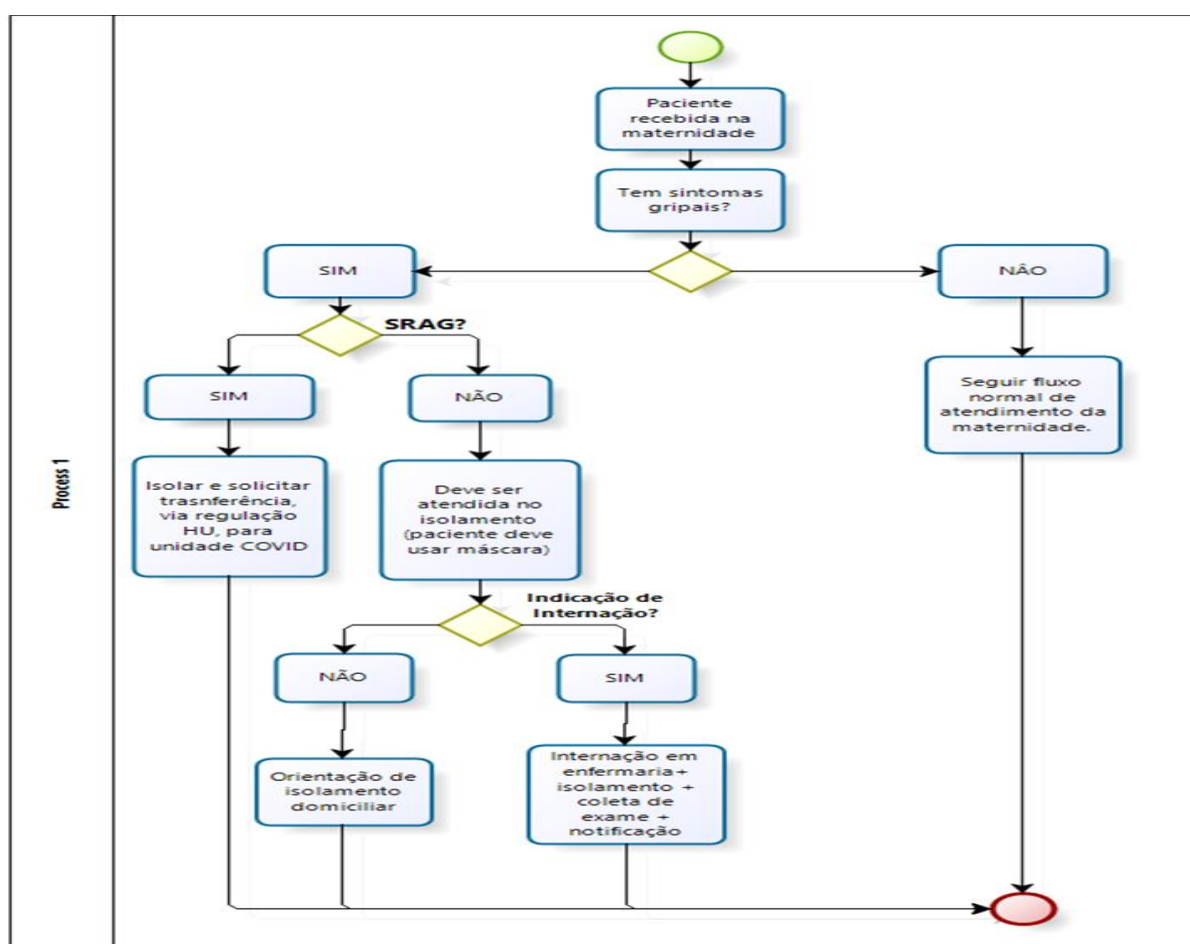 Process 1
Paciente
recebida na
maternidade
Tem sintomas
gripais?
SIM
NÂO
SRAG?
SIM
NÃO
Seguir fluxo
normal de
atendimento da
maternidade.
Isolar e solicitar
trasnferência,
via regulação
HU, para
unidade COVID
Deve ser
atendida no
isolamento
(paciente deve
usar máscara)
Indicação de
Internação?
NÃO
SIM
Orientação de
isolamento
domiciliar
Internação em
enfermaria+
isolamento +
coleta de
exame +
notificação